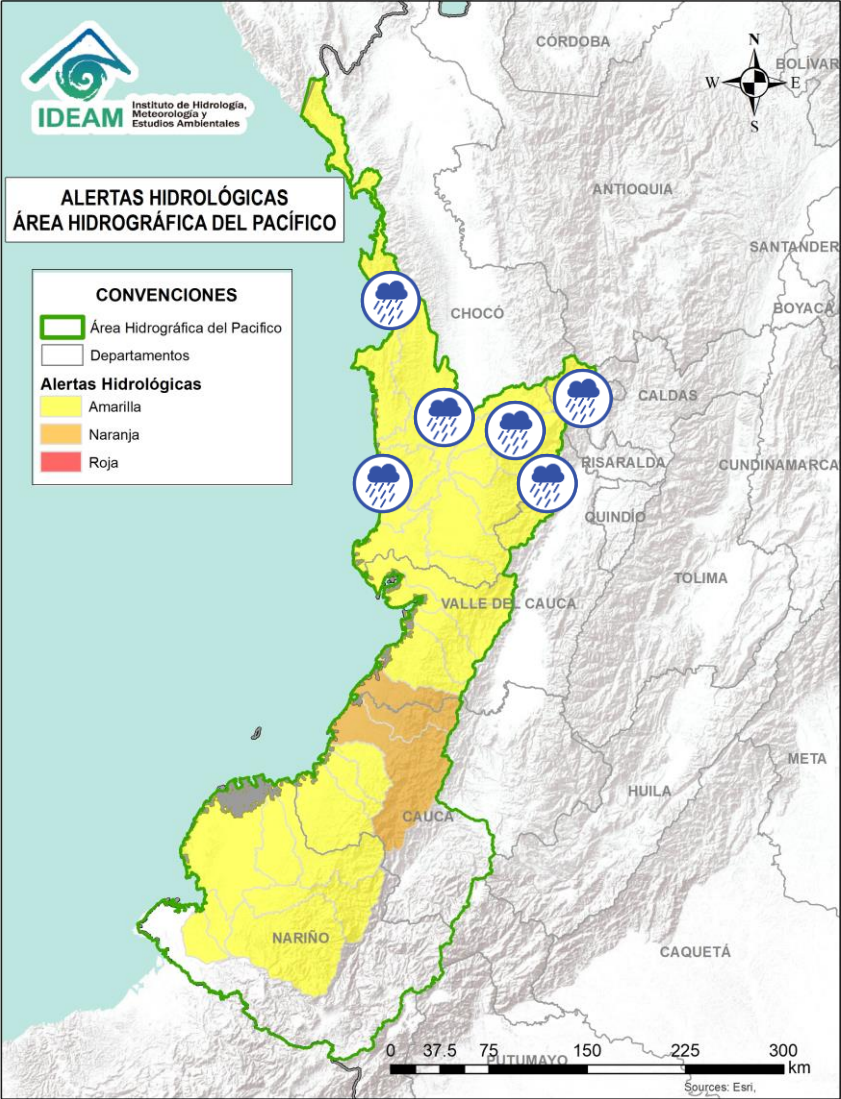 IDEAM
Instituto de Hidrología,
Meteorología y
Estudios Ambientales
ALERTAS HIDROLÓGICAS
ÁREA HIDROGRÁFICA DEL PACÍFICO
CONVENCIONES
Área Hidrográfica del Pacifico
Departamentos
Alertas Hidrológicas
Amarilla
Naranja
Roja
N
W
E
S
CÓRDOBA
BOLÍVAR
ANTIOQUIA
SANTANDER
BOYACÁ
CHOCÓ
CALDAS
RISARALDA
CUNDINAMARCA
QUINDÍO
TOLIMA
VALLE DEL CAUCA
META
HUILA
CAUCA
NARIÑO
CAQUETÁ
PUTUMAYO
0 37.5 75 150 225 300
km
Sources: Esri,